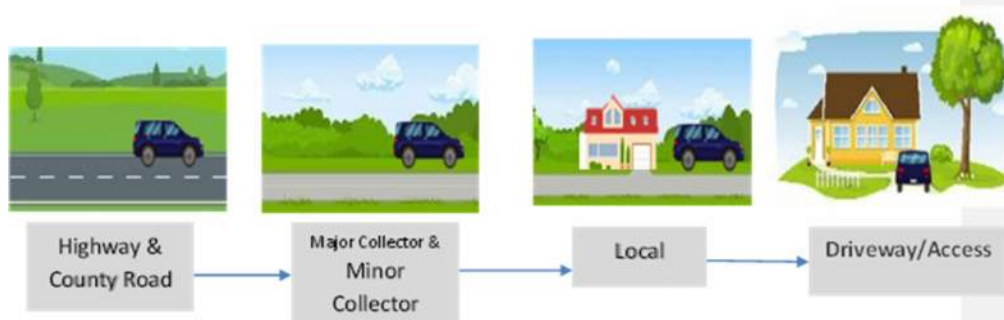 Highway &
County Road
Major Collector &
Minor
Collector
Local
Driveway/Access